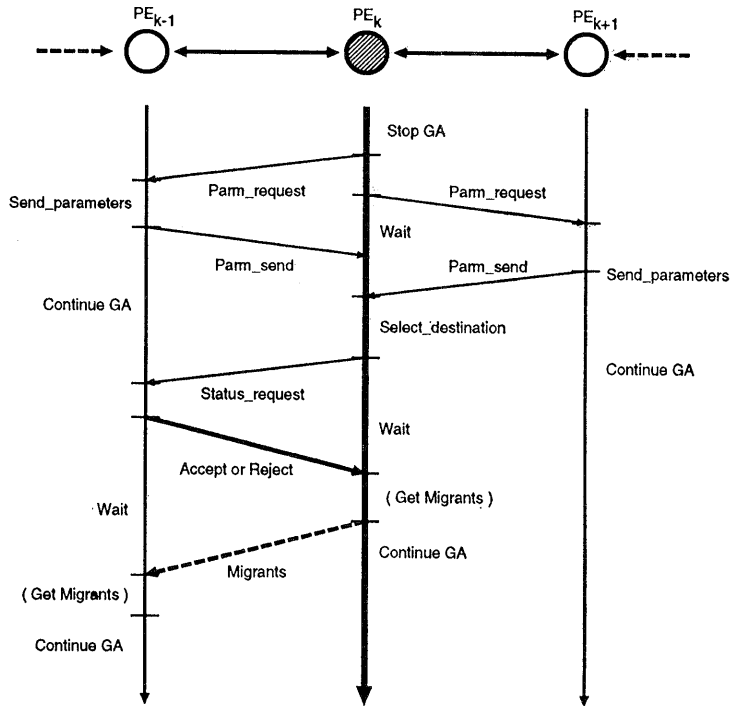 PEk-1
PEk
PEk+1
Stop GA
Parm_request
Parm_request
Send_parameters
Wait
Parm_send
Parm_send
Send_parameters
Continue GA
Select_destination
Continue GA
Status_request
Wait
Accept or Reject
( Get Migrants )
Wait
Continue GA
Migrants
( Get Migrants )
Continue GA